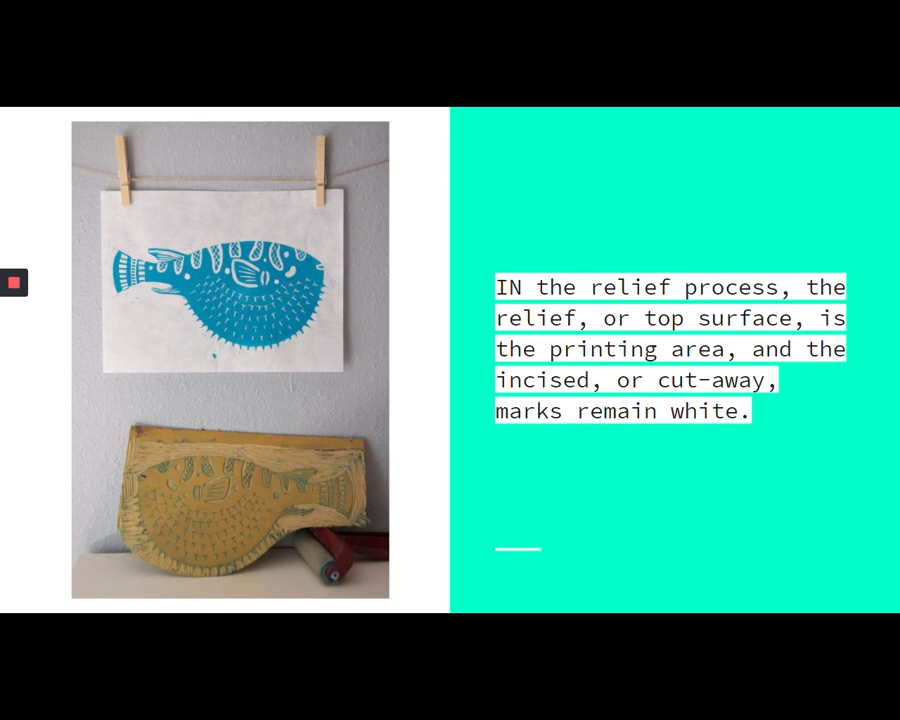 IN the relief process, the
relief, or top surface, is
the printing area, and the
incised, or cut-away,
marks remain white.